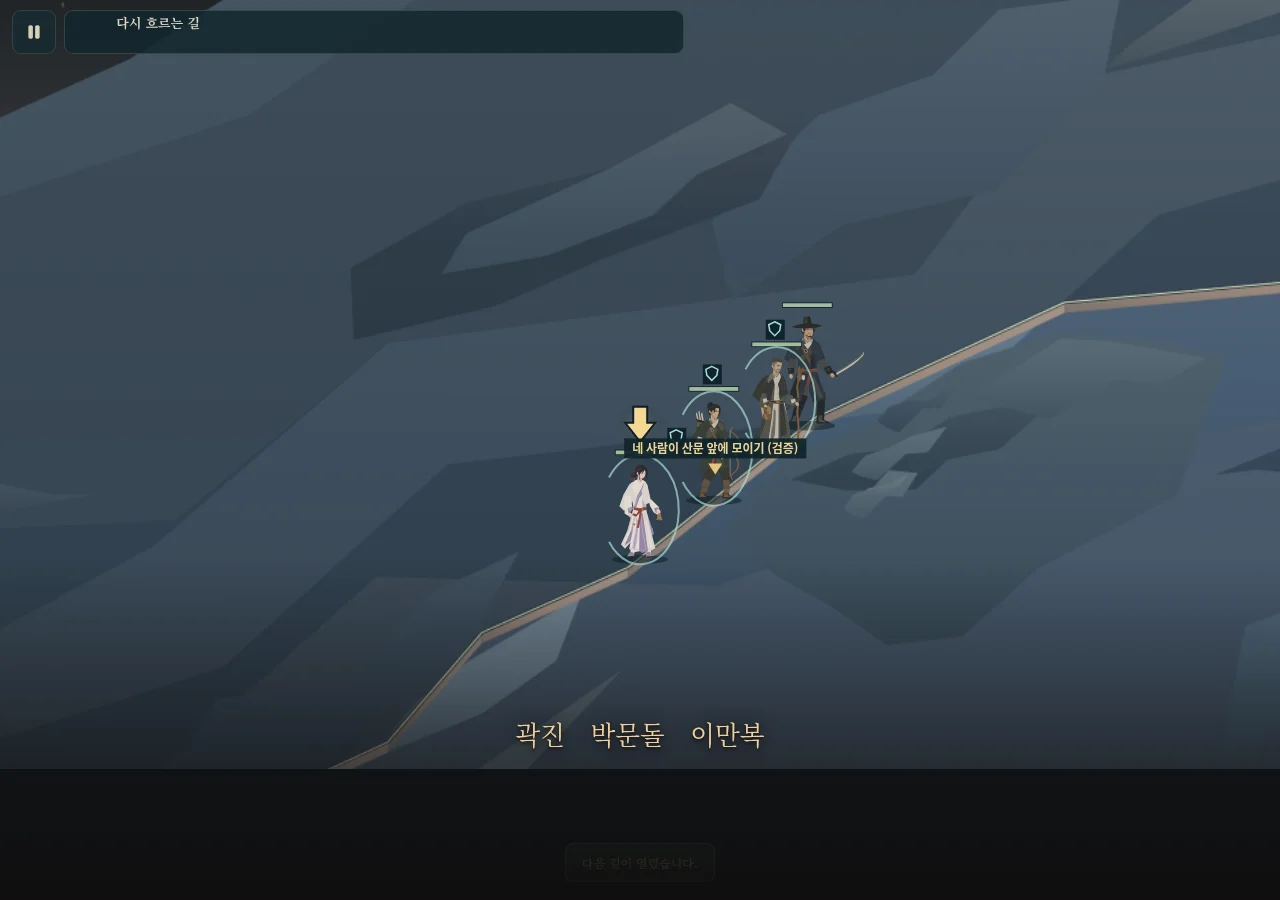 다시 흐르는 길
네 사람이 산문 앞에 모이기 (검증)
곽진 박문돌 이만복
다음 길이 열렸습니다.